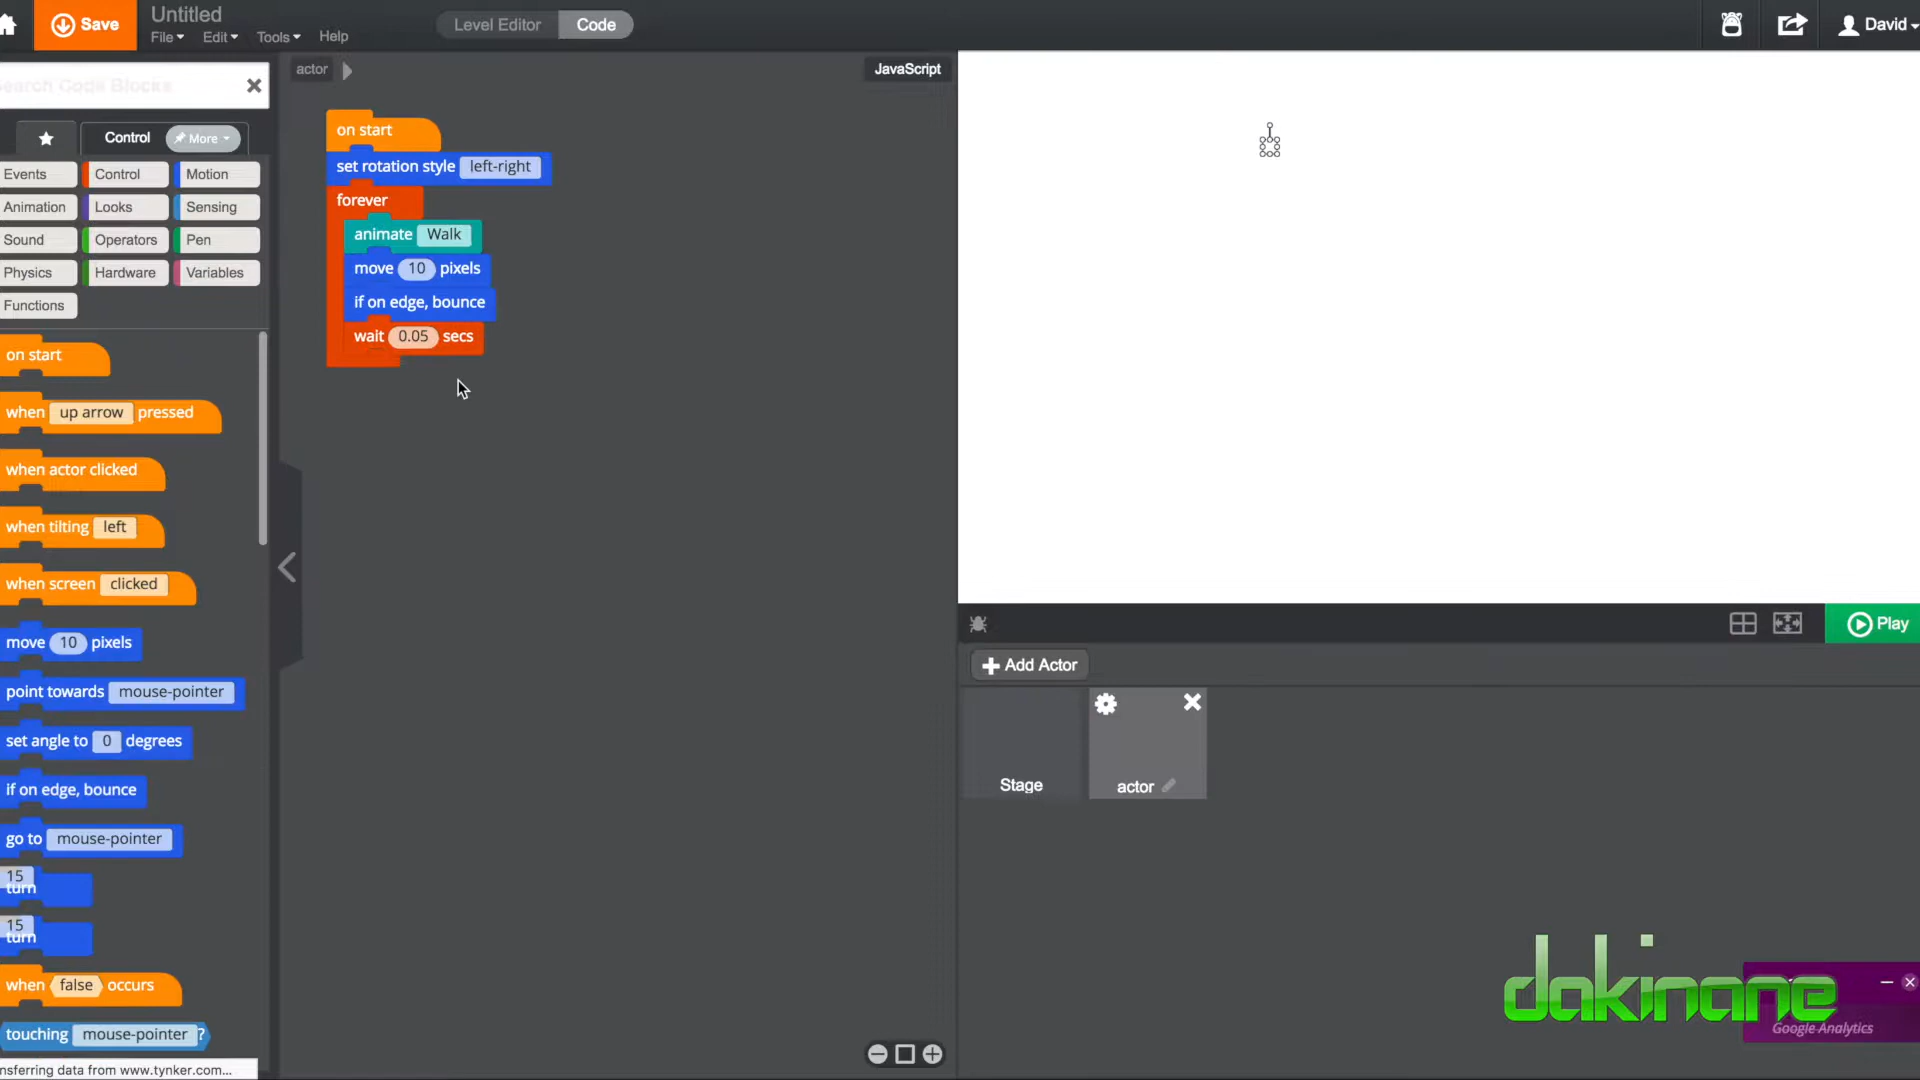 Save
Untitled
File
Edit
Tools
Help
Level Editor
Code
David
Search Code Blocks
Control
More
Events
Control
Motion
Animation
Looks
Sensing
Sound
Operators
Pen
Physics
Hardware
Variables
Functions
on start
when up arrow pressed
when actor clicked
when tilting left
when screen clicked
move 10 pixels
point towards mouse-pointer
set angle to 0 degrees
if on edge, bounce
go to mouse-pointer
15
turn
15
turn
when false occurs
touching mouse-pointer ?
nsferring data from www.tynker.com...
actor
JavaScript
on start
set rotation style left-right
forever
animate Walk
move 10 pixels
if on edge, bounce
wait 0.05 secs
Play
Add Actor
Stage
actor
dakinane
Google Analytics